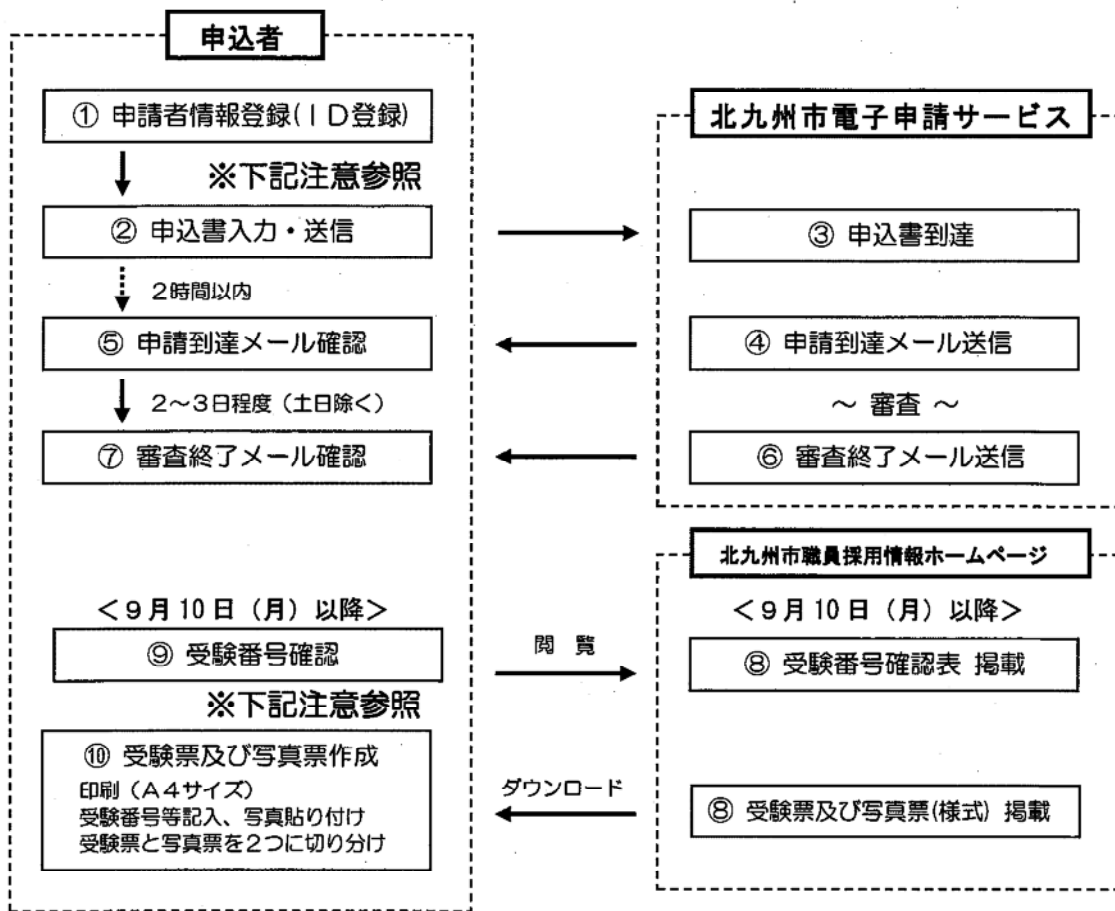 申込者
① 申請者情報登録(ID登録)
※下記注意参照
② 申込書入力・送信
2時間以内
⑤ 申請到達メール確認
2~3日程度(土日除く)
⑦ 審査終了メール確認
<9月10日(月)以降>
⑨ 受験番号確認
※下記注意参照
⑩ 受験票及び写真票作成
印刷(A4サイズ)
受験番号等記入、写真貼り付け
受験票と写真票を2つに切り分け
閲 覧
ダウンロード
北九州市電子申請サービス
③ 申込書到達
④ 申請到達メール送信
~ 審査 ~
⑥ 審査終了メール送信
北九州市職員採用情報ホームページ
<9月10日(月)以降>
⑧ 受験番号確認表 掲載
⑧ 受験票及び写真票(様式) 掲載